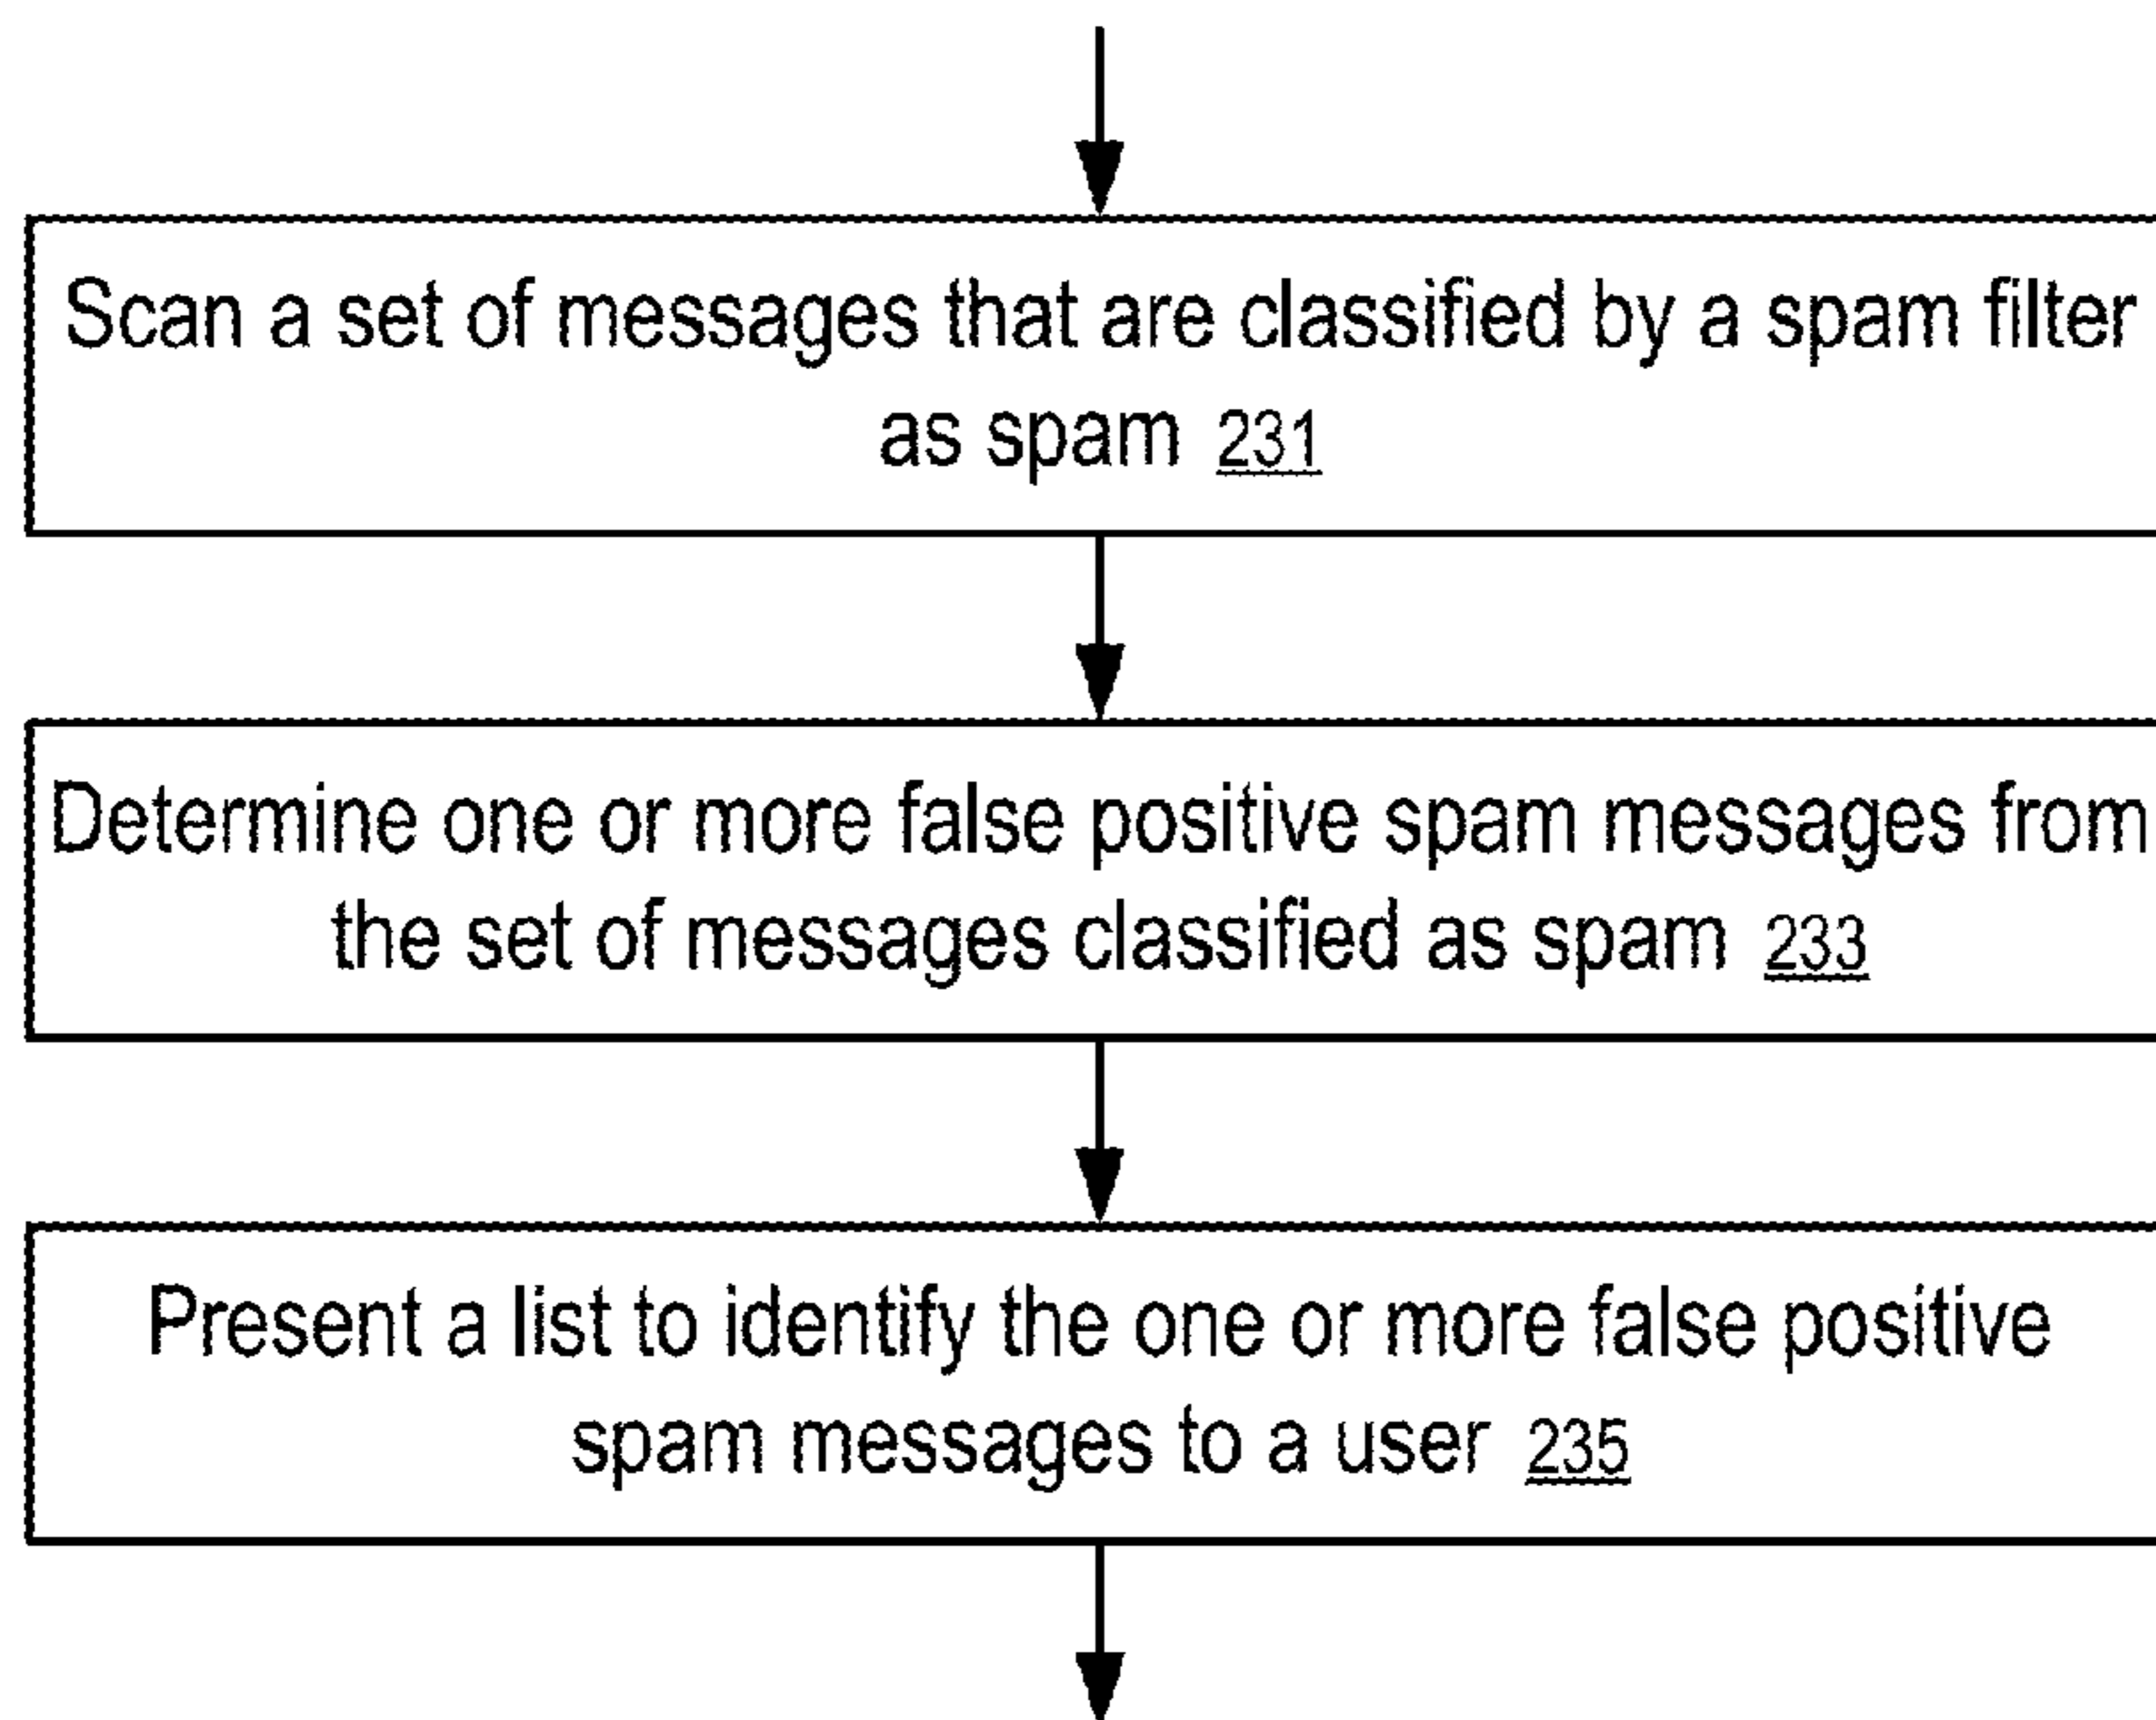 Scan a set of messages that are classified by a spam filter
as spam 231
Determine one or more false positive spam messages from
the set of messages classified as spam 233
Present a list to identify the one or more false positive
spam messages to a user 235